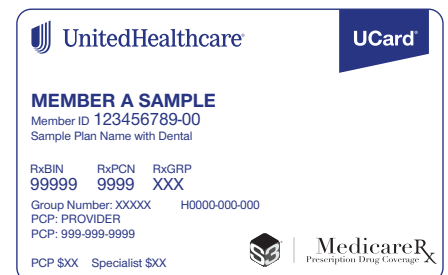 UnitedHealthcare®
UCard®
MEMBER A SAMPLE
Member ID 123456789-00
Sample Plan Name with Dental
RxBIN RxPCN RxGRP
99999 9999 XXX
Group Number: XXXXX H0000-000-000
PCP: PROVIDER
PCP: 999-999-9999
PCP $XX Specialist $XX
S3
MedicareRx
Prescription Drug Coverage